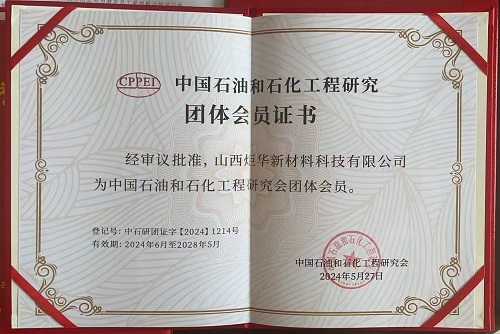 CPPEI
中国石油和石化工程研究
团体会员证书
经审议批准，山西炬华新材料科技有限公司
为中国石油和石化工程研究会团体会员。
登记号：中石研团证字【2024】1214号
有效期：2024年6月至2028年5月
中国石油和石化工程研究会
2024年5月27日